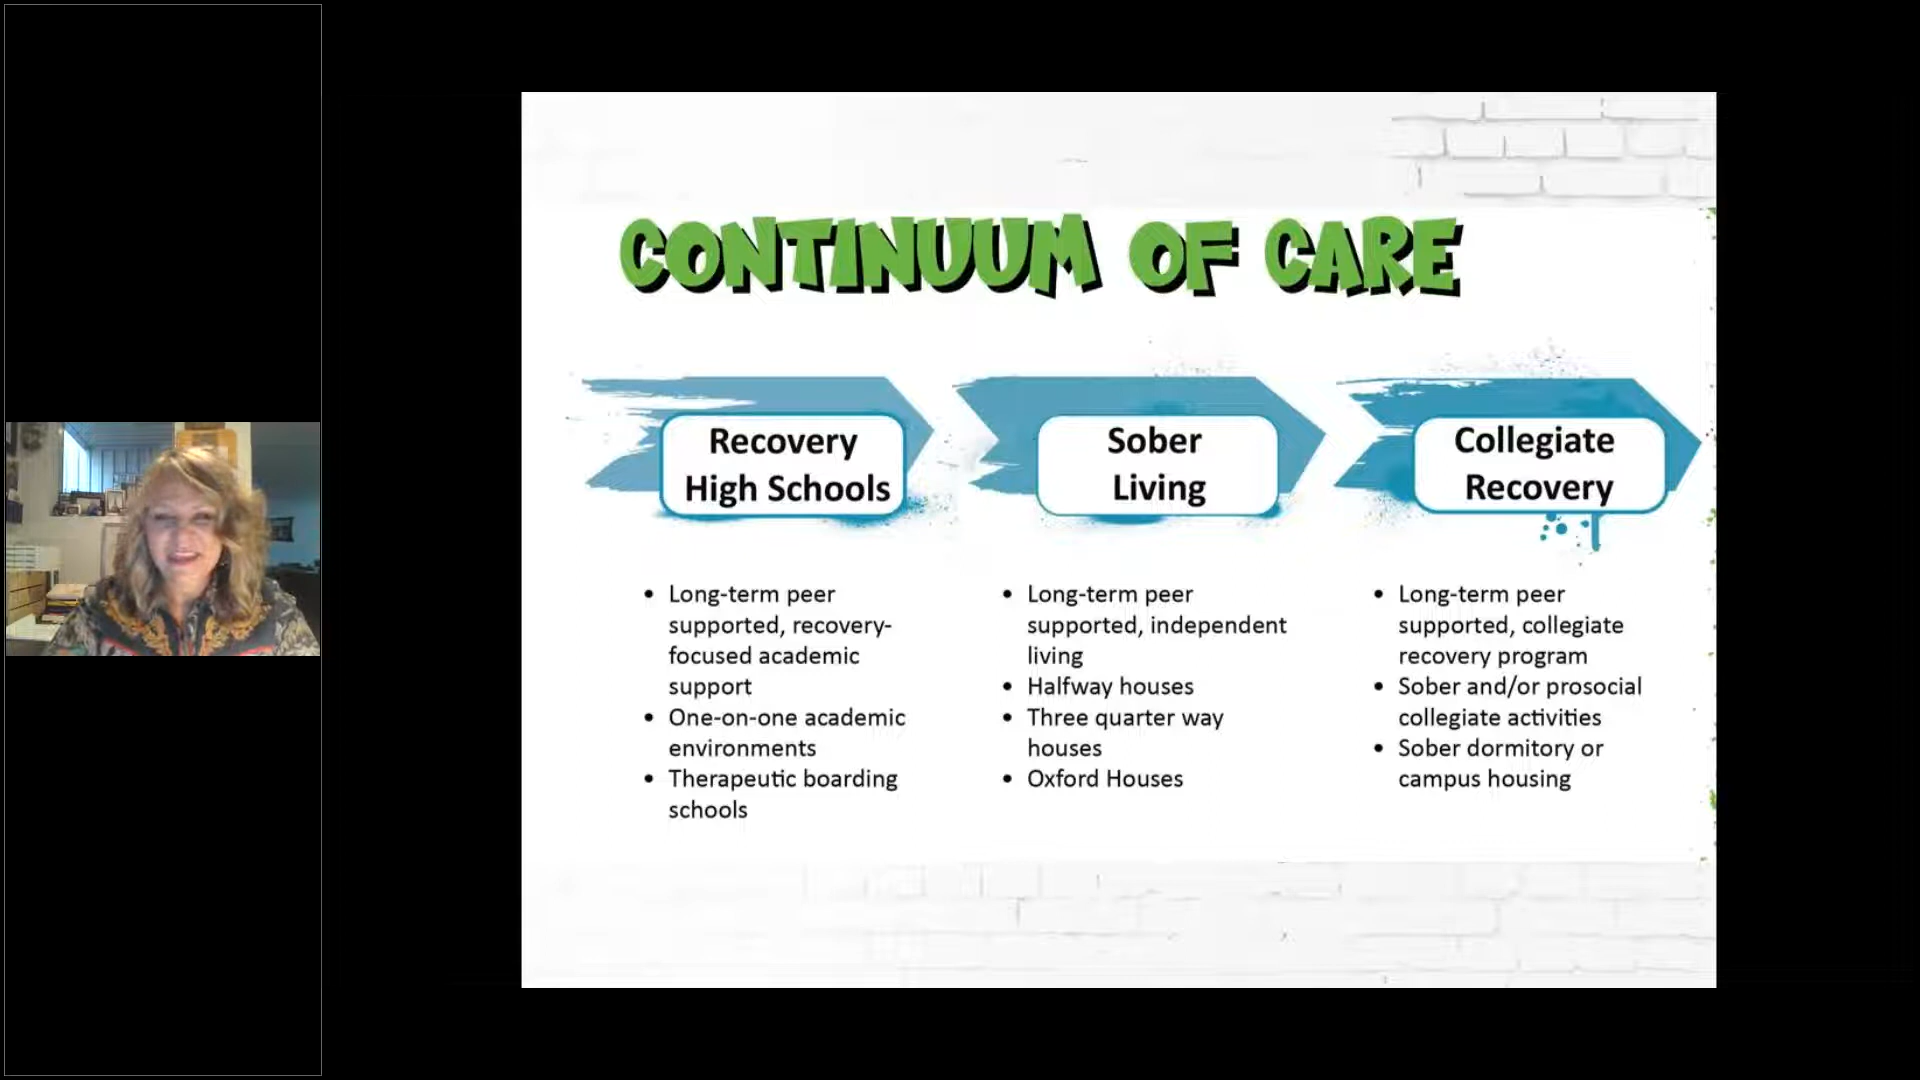 CONTINUUM OF CARE
Recovery
High Schools
Sober
Living
Collegiate
Recovery
• Long-term peer
supported, recovery-
focused academic
support
• One-on-one academic
environments
• Therapeutic boarding
schools
• Long-term peer
supported, independent
living
• Halfway houses
• Three quarter way
houses
• Oxford Houses
• Long-term peer
supported, collegiate
recovery program
• Sober and/or prosocial
collegiate activities
• Sober dormitory or
campus housing